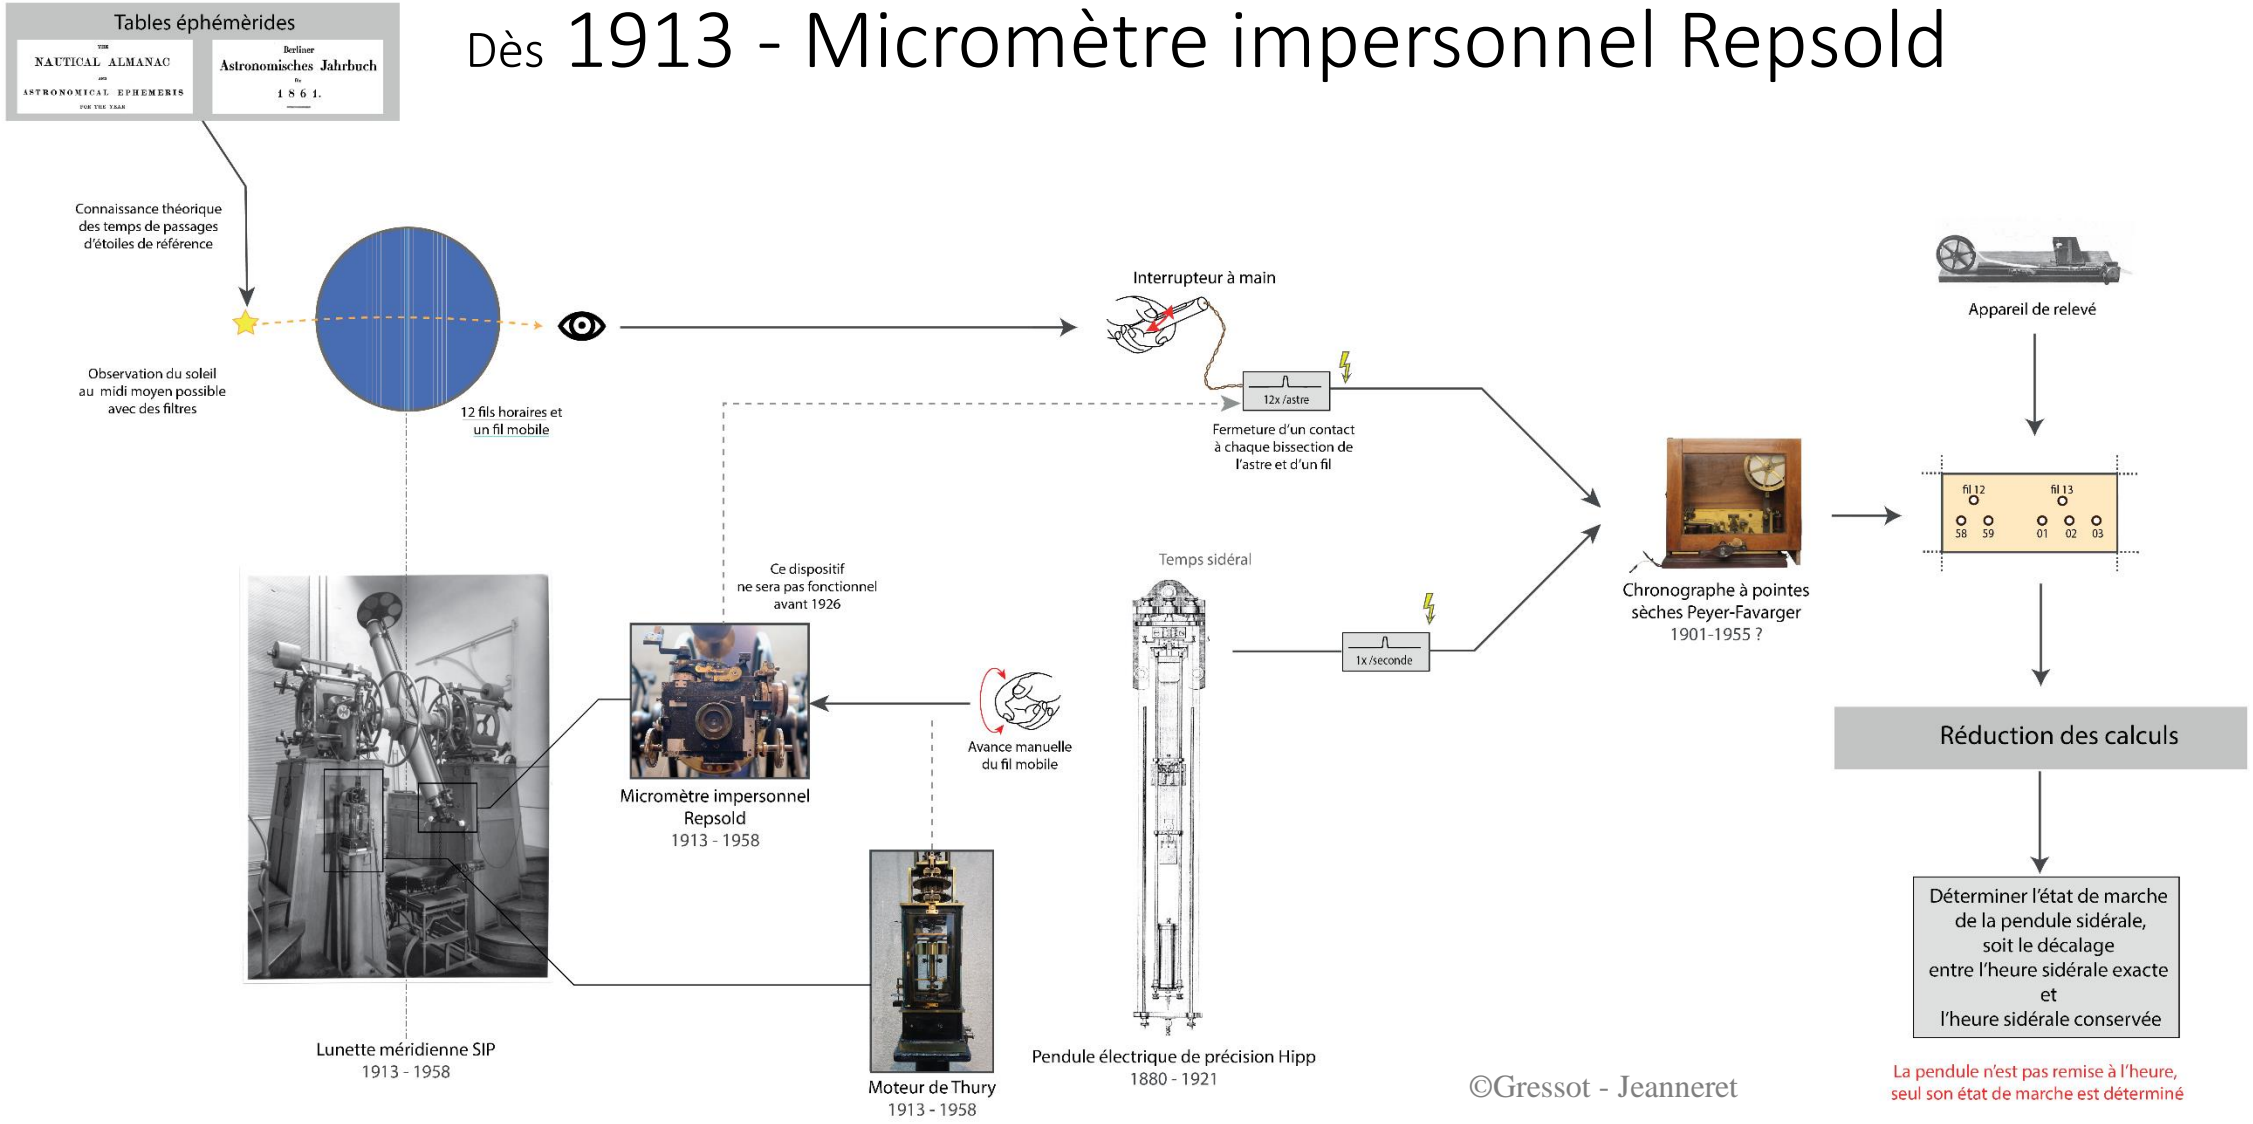 Tables éphémèrides
THE
NAUTICAL ALMANAC
AND
ASTRONOMICAL EPHEMERIS
FOR THE YEAR
Berliner
Astronomisches Jahrbuch
für
1861.
Dès 1913 - Micromètre impersonnel Repsold
Connaissance théorique
des temps de passages
d'étoiles de référence
Observation du soleil
au midi moyen possible
avec des filtres
12 fils horaires et
un fil mobile
Interrupteur à main
12x /astre
Fermeture d'un contact
à chaque bissection de
l'astre et d'un fil
Appareil de relevé
fil 12
fil 13
58
59
01
02
03
Ce dispositif
ne sera pas fonctionnel
avant 1926
Temps sidéral
1x /seconde
Chronographe à pointes
sèches Peyer-Favarger
1901-1955 ?
Avance manuelle
du fil mobile
Micromètre impersonnel
Repsold
1913 - 1958
Réduction des calculs
Déterminer l'état de marche
de la pendule sidérale,
soit le décalage
entre l'heure sidérale exacte
et
l'heure sidérale conservée
Lunette méridienne SIP
1913 - 1958
Moteur de Thury
1913 - 1958
Pendule électrique de précision Hipp
1880 - 1921
©Gressot - Jeanneret
La pendule n'est pas remise à l'heure,
seul son état de marche est déterminé